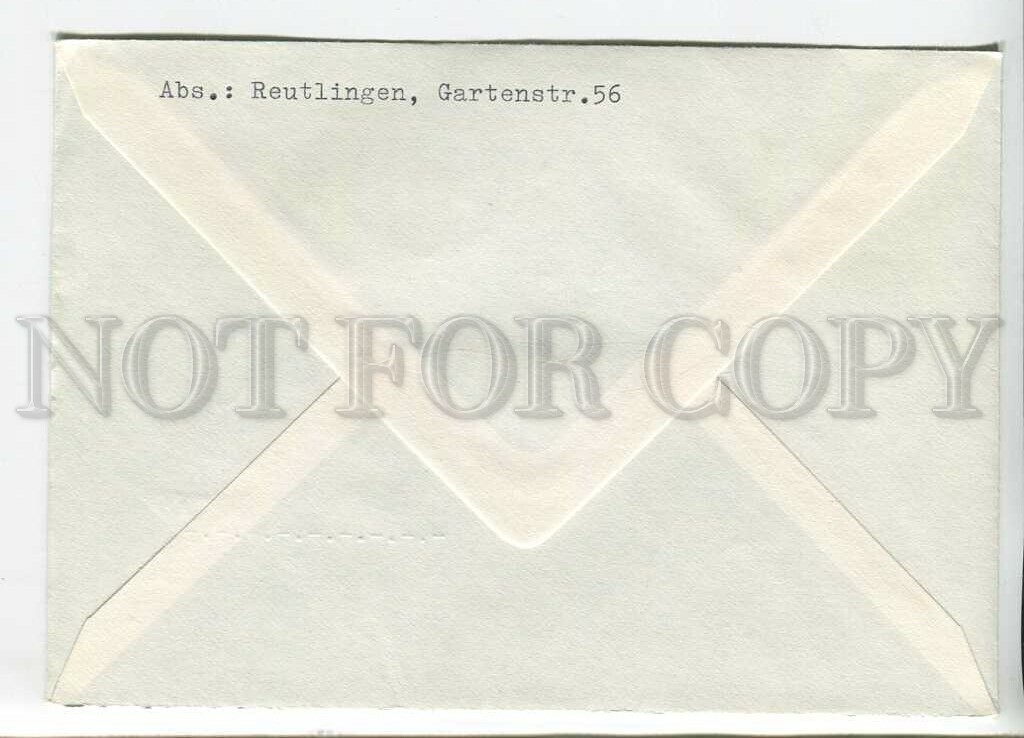 Abs.: Reutlingen, Gartenstr.56
NOT FOR COPY